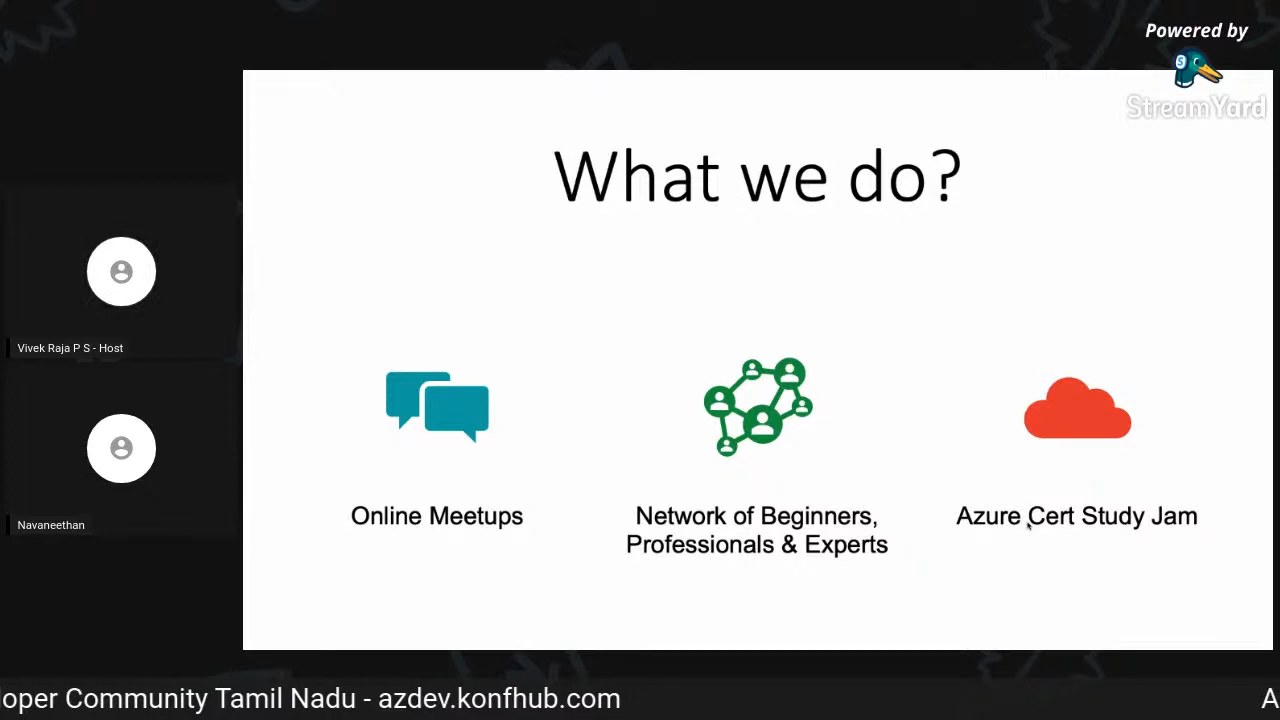 Powered by
StreamYard
What we do?
Vivek Raja P S - Host
Navaneethan
Online Meetups
Network of Beginners,
Professionals & Experts
Azure Cert Study Jam
loper Community Tamil Nadu - azdev.konfhub.com
A